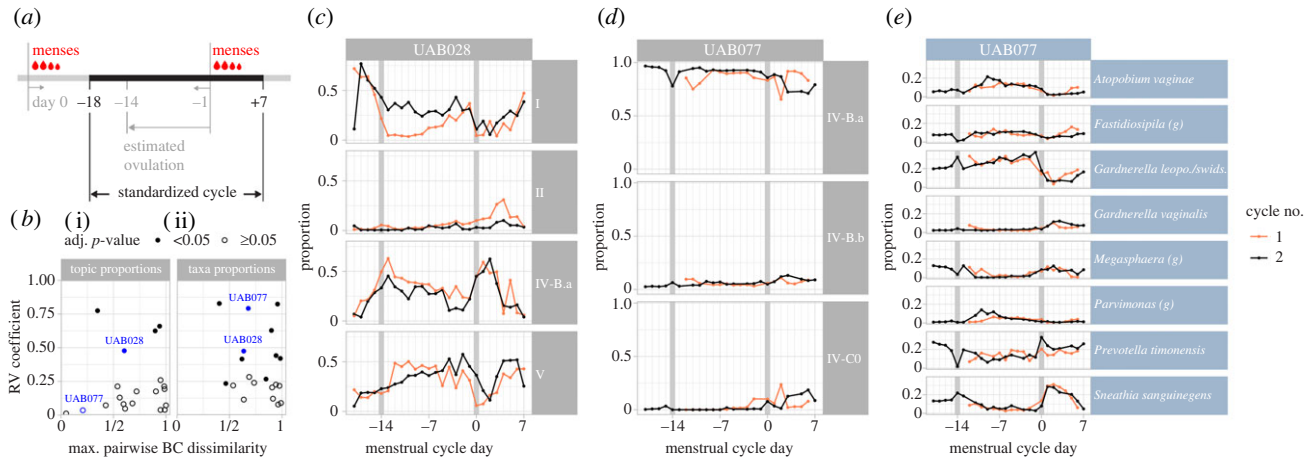 (a)
menses
menses
day 0
−1
−18
−14
+7
estimated
ovulation
standardized cycle
(b)
(i)
(ii)
adj. p-value
<0.05
≥0.05
topic proportions
taxa proportions
1.00
0.75
0.50
0.25
0
RV coefficient
UAB028
UAB077
UAB077
UAB028
0
1/2
1
0
1/2
1
max. pairwise BC dissimilarity
(c)
UAB028
I
II
IV-B.a
V
0.5
0
0.5
0
0.5
0
0.5
0
proportion
−14
−7
0
7
menstrual cycle day
(d)
UAB077
IV-B.a
IV-B.b
IV-C0
1.0
0.5
0
1.0
0.5
0
1.0
0.5
0
proportion
−14
−7
0
7
menstrual cycle day
(e)
UAB077
Atopobium vaginae
Fastidiosipila (g)
Gardnerella leopo./swids.
Gardnerella vaginalis
Megasphaera (g)
Parvimonas (g)
Prevotella timonensis
Sneathia sanguinegens
0.2
0
0.2
0
0.2
0
0.2
0
0.2
0
0.2
0
0.2
0
0.2
0
proportion
−14
−7
0
7
menstrual cycle day
cycle no.
1
2